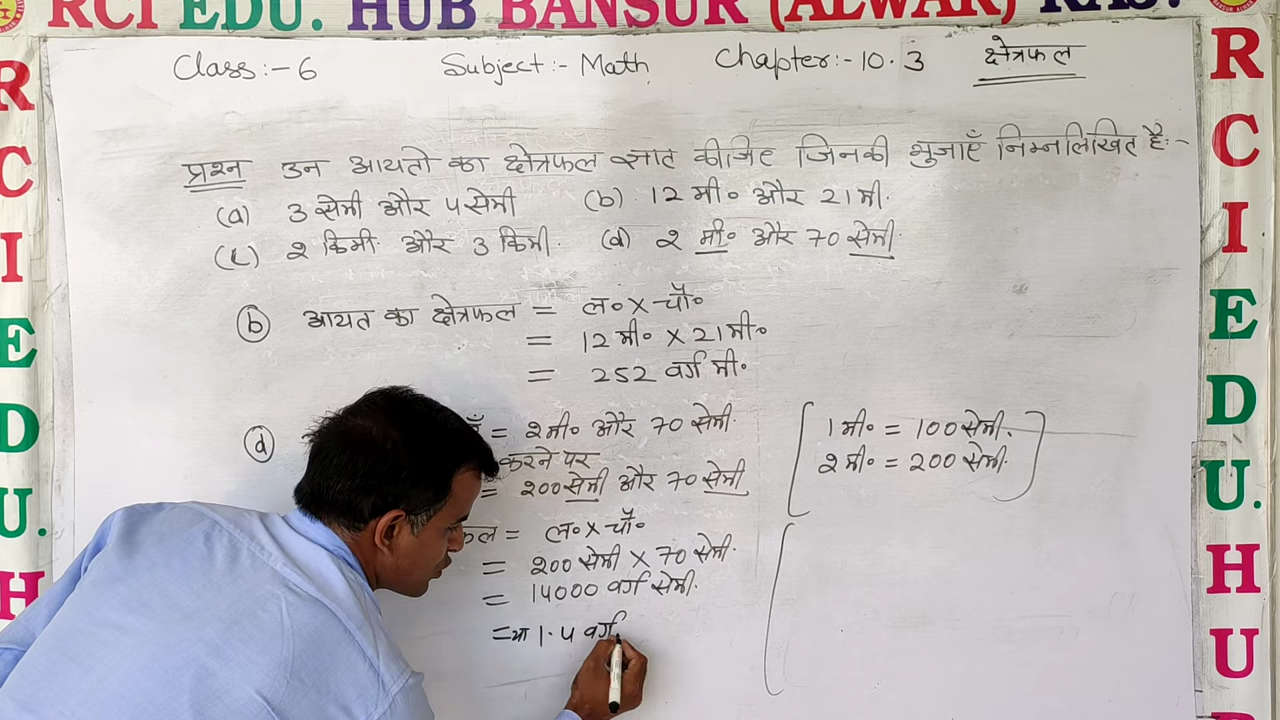 RCI EDU. HUB BANSUR (ALWAR) RAJ.
Class:- 6 Subject:- Math Chapter:- 10.3 क्षेत्रफल
प्रश्न उन आयतो का क्षेत्रफल ज्ञात कीजिए जिनकी भुजाएँ निम्नलिखित है:-
(a) 3 सेमी और 4 सेमी (b) 12 मी० और 21 मी.
(c) 2 किमी. और 3 किमी. (d) 2 मी० और 70 सेमी.
(b) आयत का क्षेत्रफल = ल० X चौ०
= 12 मी० X 21 मी०
= 252 वर्ग मी०
(d) = 2 मी० और 70 सेमी.
करने पर
= 200 सेमी और 70 सेमी
= ल० X चौ०
= 200 सेमी X 70 सेमी.
= 14000 वर्ग सेमी.
= या 1.4 वर्ग
1 मी० = 100 सेमी.
2 मी० = 200 सेमी.
R
C
I
E
D
U.
H
R
C
I
E
D
U.
H
U